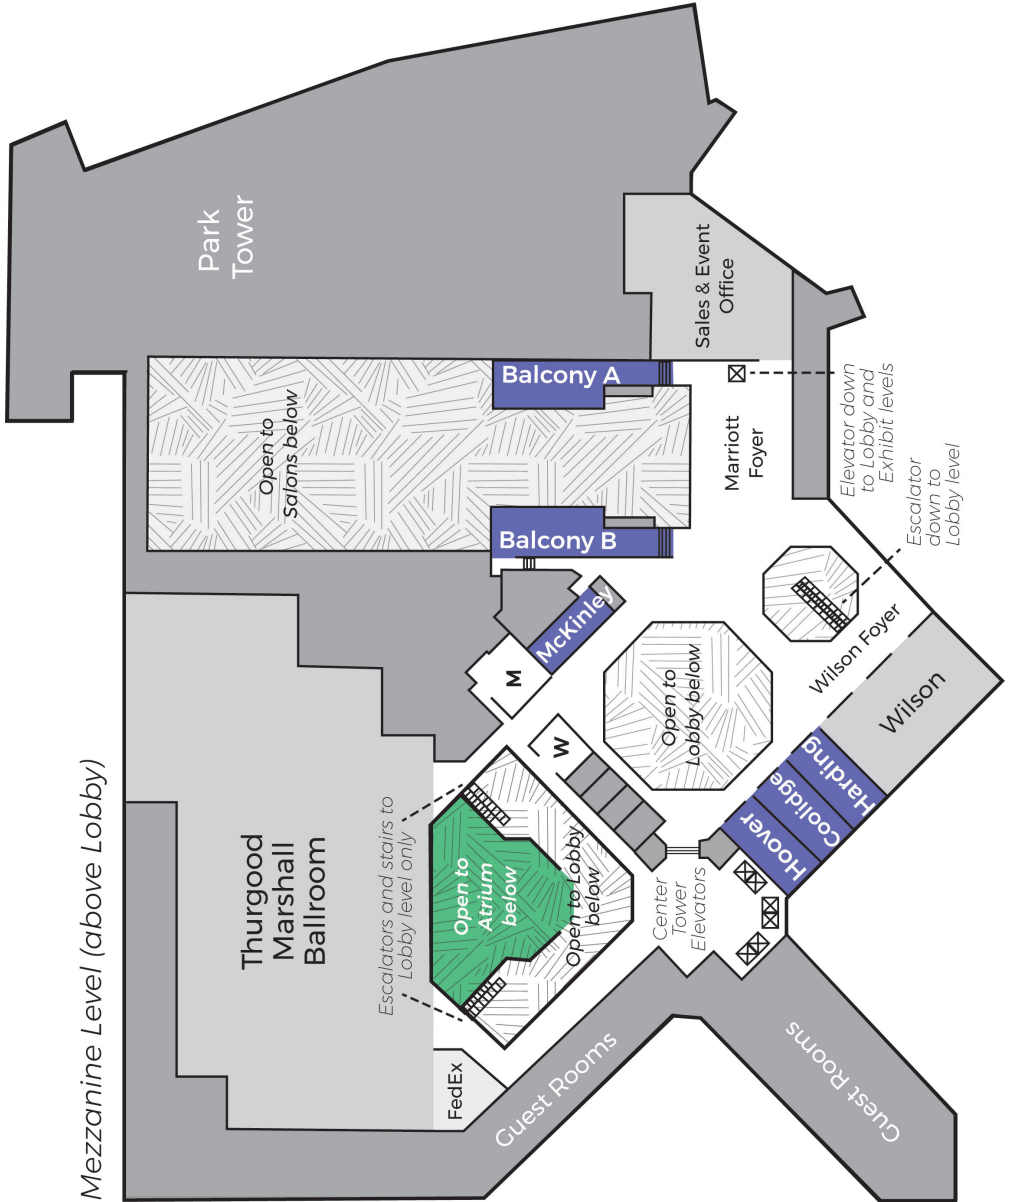 Mezzanine Level (above Lobby)
Park
Tower
Sales & Event
Office
Open to
Salons below
Balcony A
Balcony B
Marriott
Foyer
Elevator down
to Lobby and
Exhibit levels
Escalator
down to
Lobby level
McKinley
M
W
Open to
Lobby below
Wilson Foyer
Wilson
Harding
Coolidge
Hoover
Thurgood
Marshall
Ballroom
Escalators and stairs to
Lobby level only
Open to
Atrium
below
Open to Lobby
below
Center
Tower
Elevators
FedEx
Guest Rooms
Guest Rooms